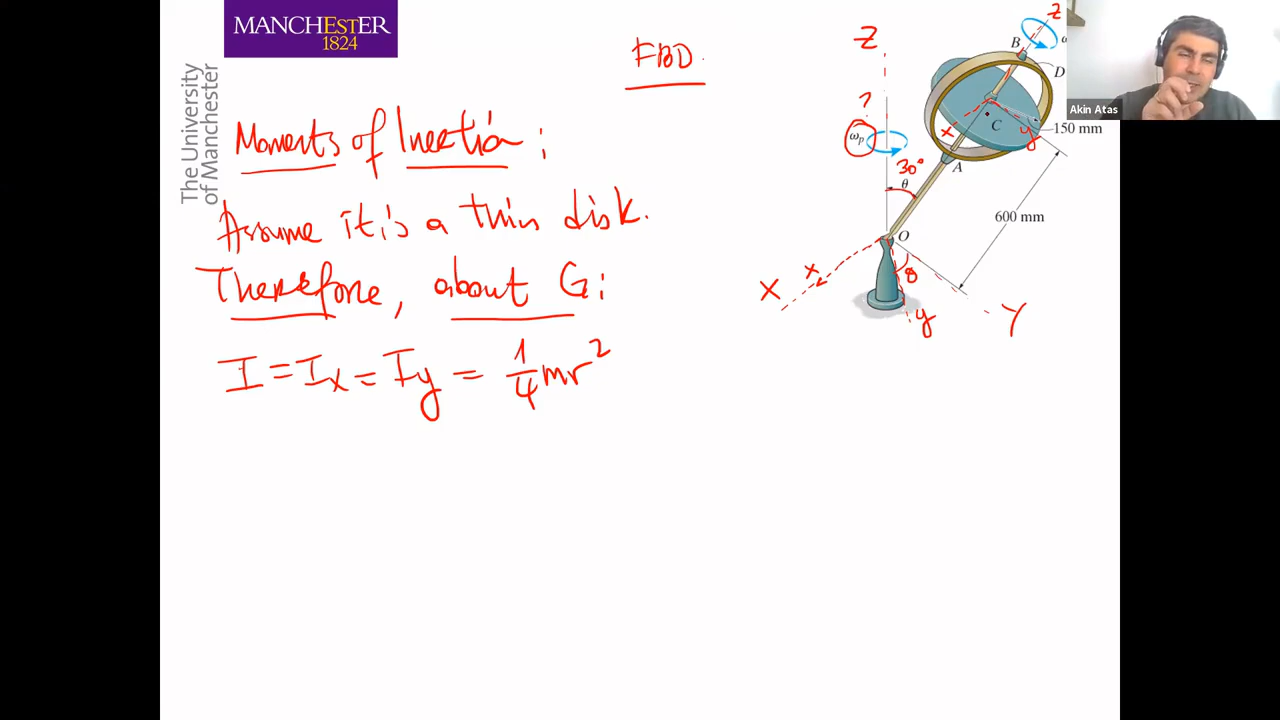 MANCHESTER
1824
The University
of Manchester
FBD.
Moments of Inertia:
Assume it is a thin disk.
Therefore, about G:
I = Ix = Iy = 1/4 mr²
Z
z
B
D
ω
Akin Atas
?
ωp
x
C
y
150 mm
A
30°
θ
600 mm
O
X
x
θ
y
Y